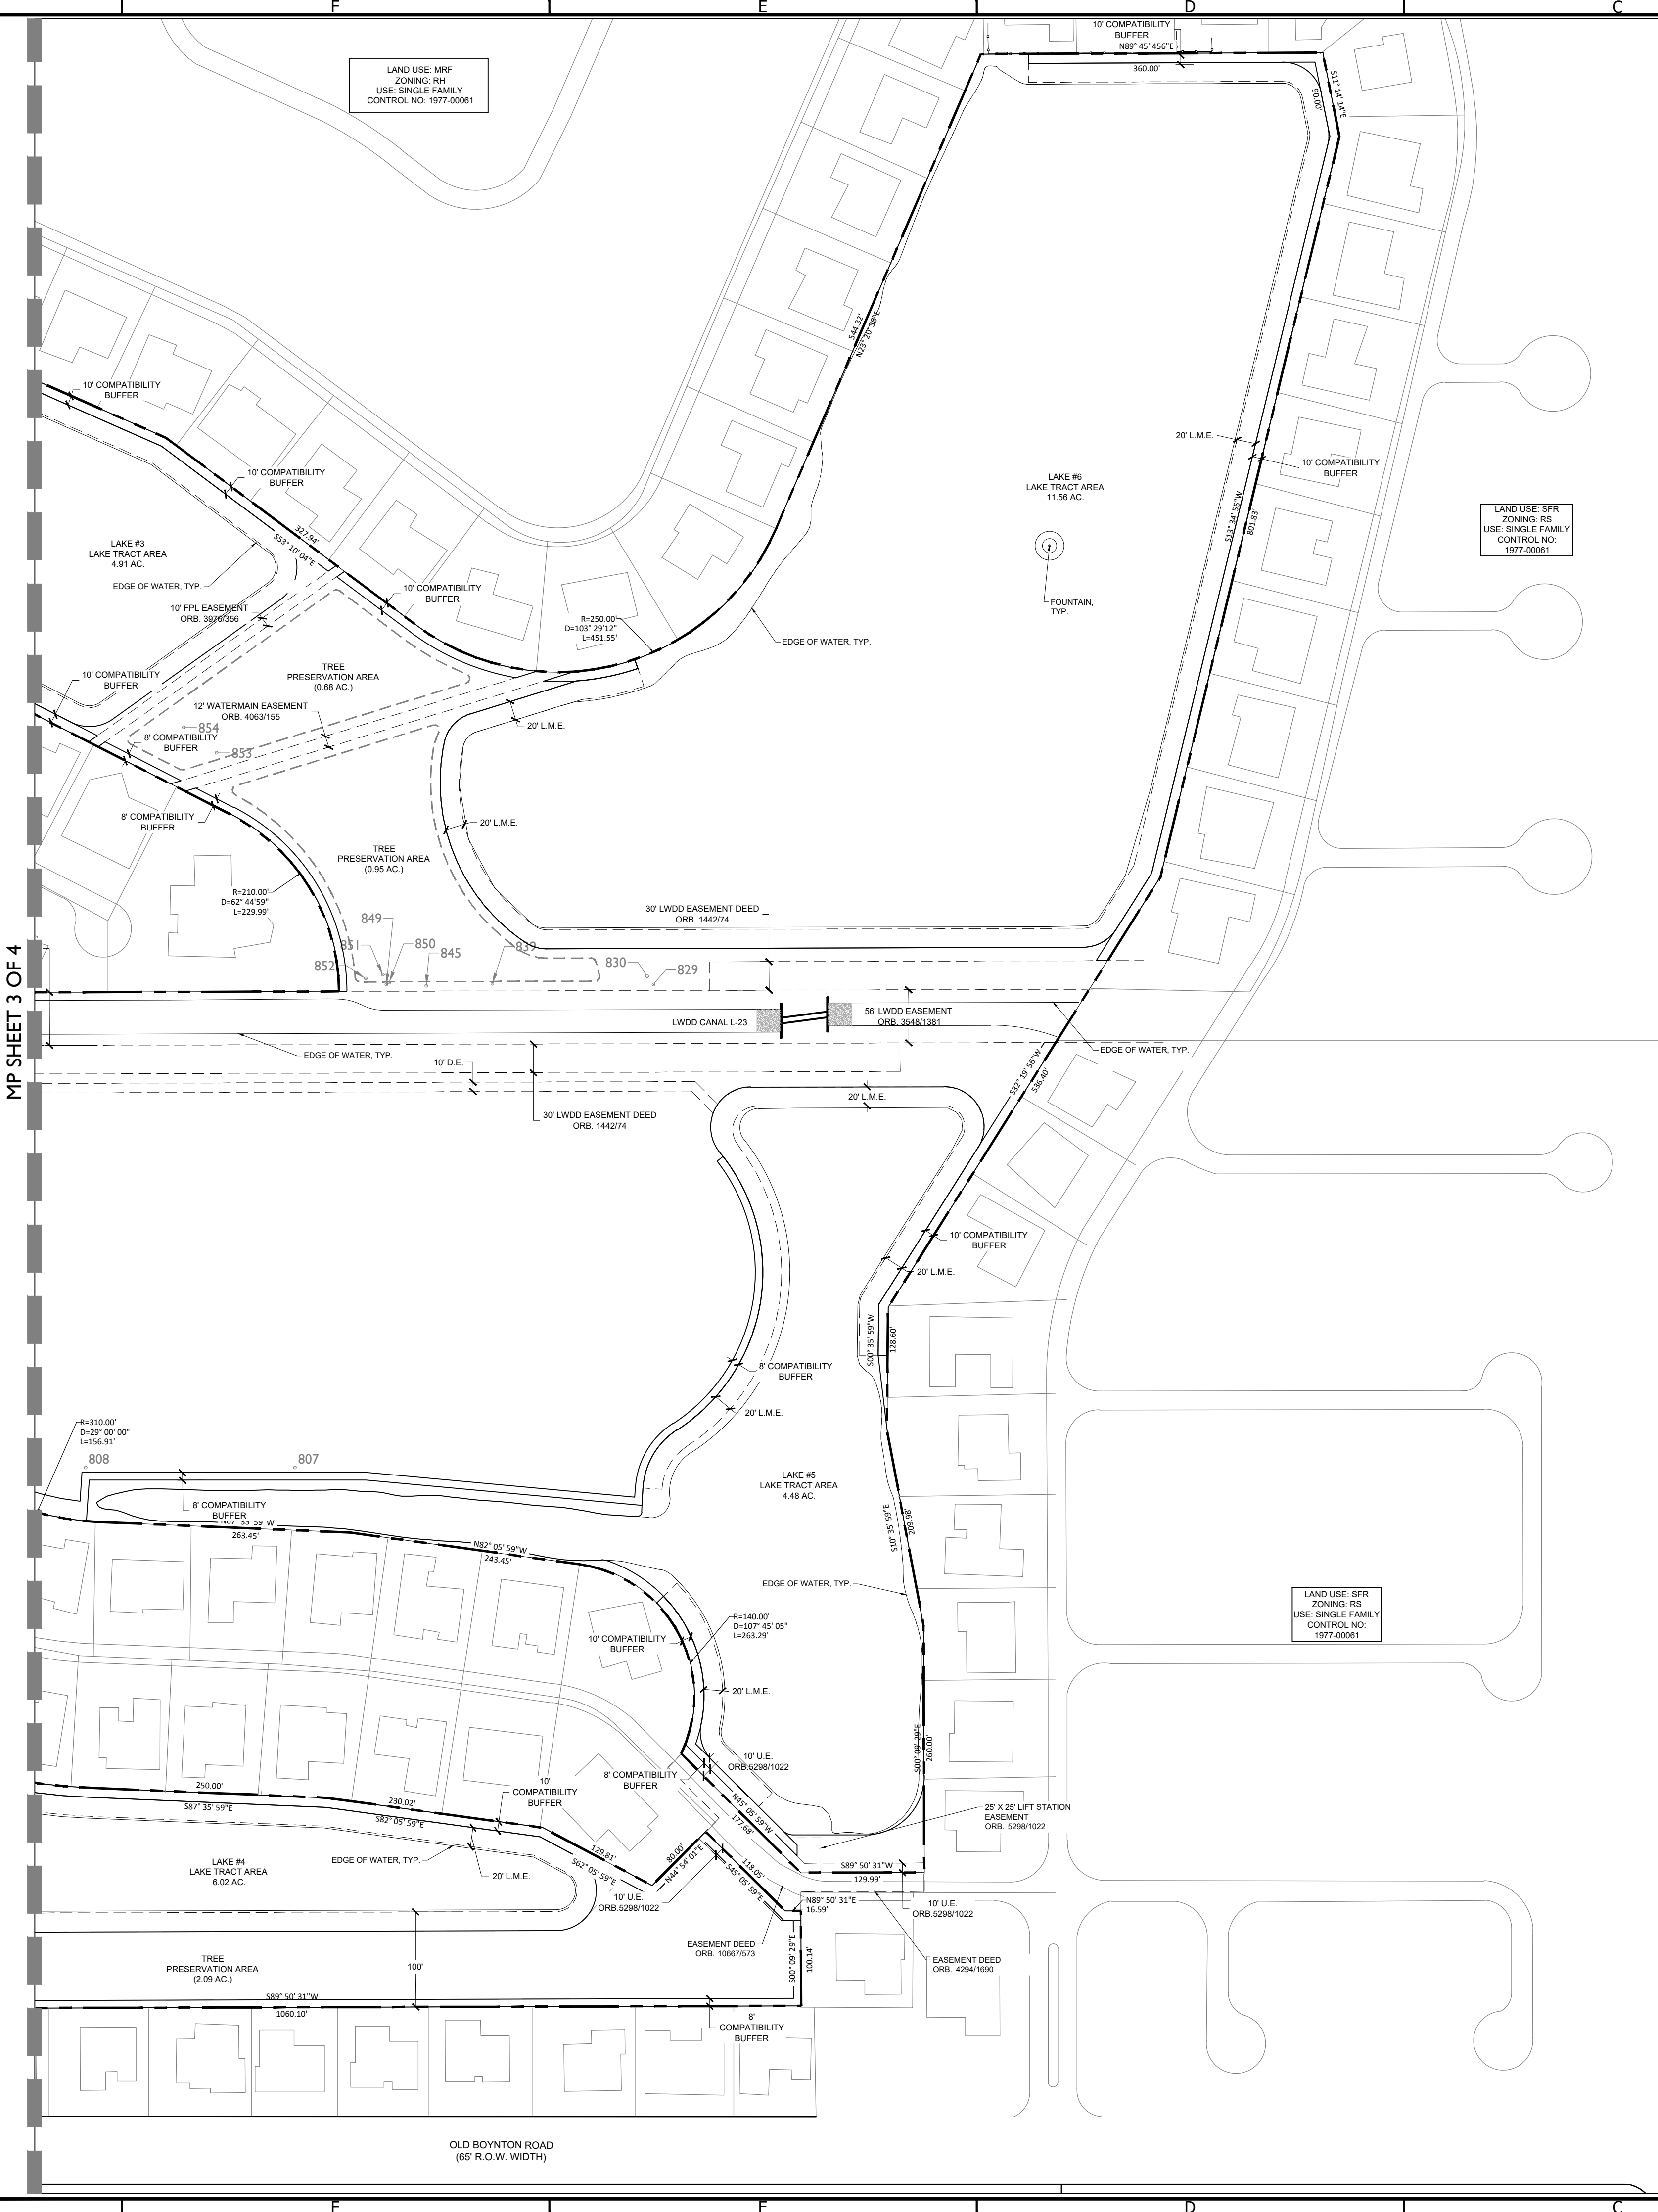 F
E
D
C
LAND USE: MRF
ZONING: RH
USE: SINGLE FAMILY
CONTROL NO: 1977-00061
10' COMPATIBILITY
BUFFER
N89° 45' 456"E
360.00'
S11° 14' 14"E
90.00'
544.32'
N23° 20' 38"E
10' COMPATIBILITY
BUFFER
20' L.M.E.
10' COMPATIBILITY
BUFFER
10' COMPATIBILITY
BUFFER
LAKE #6
LAKE TRACT AREA
11.56 AC.
S13° 34' 55"W
801.83'
LAND USE: SFR
ZONING: RS
USE: SINGLE FAMILY
CONTROL NO:
1977-00061
327.94'
S53° 10' 04"E
LAKE #3
LAKE TRACT AREA
4.91 AC.
EDGE OF WATER, TYP.
10' COMPATIBILITY
BUFFER
FOUNTAIN,
TYP.
10' FPL EASEMENT
ORB. 3976/356
R=250.00'
D=103° 29'12"
L=451.55'
EDGE OF WATER, TYP.
10' COMPATIBILITY
BUFFER
TREE
PRESERVATION AREA
(0.68 AC.)
12' WATERMAIN EASEMENT
ORB. 4063/155
20' L.M.E.
854
8' COMPATIBILITY
BUFFER
853
8' COMPATIBILITY
BUFFER
20' L.M.E.
TREE
PRESERVATION AREA
(0.95 AC.)
R=210.00'
D=62° 44'59"
L=229.99'
30' LWDD EASEMENT DEED
ORB. 1442/74
849
851
850
839
845
852
830
829
MP SHEET 3 OF 4
LWDD CANAL L-23
56' LWDD EASEMENT
ORB. 3548/1381
EDGE OF WATER, TYP.
EDGE OF WATER, TYP.
10' D.E.
S32° 19' 56"W
536.40'
20' L.M.E.
30' LWDD EASEMENT DEED
ORB. 1442/74
10' COMPATIBILITY
BUFFER
20' L.M.E.
S00° 35' 59"W
128.60'
8' COMPATIBILITY
BUFFER
20' L.M.E.
R=310.00'
D=29° 00' 00"
L=156.91'
808
807
LAKE #5
LAKE TRACT AREA
4.48 AC.
8' COMPATIBILITY
BUFFER
N87° 35' 59"W
263.45'
N82° 05' 59"W
243.45'
S10° 35' 59"E
209.98'
EDGE OF WATER, TYP.
LAND USE: SFR
ZONING: RS
USE: SINGLE FAMILY
CONTROL NO:
1977-00061
R=140.00'
D=107° 45' 05"
L=263.29'
10' COMPATIBILITY
BUFFER
20' L.M.E.
S00° 09' 29"E
260.00'
10' U.E.
ORB.5298/1022
8' COMPATIBILITY
BUFFER
10'
COMPATIBILITY
BUFFER
250.00'
S87° 35' 59"E
230.02'
S82° 05' 59"E
N45° 05' 59"W
177.68'
25' X 25' LIFT STATION
EASEMENT
ORB. 5298/1022
129.81'
S62° 05' 59"E
80.00'
N44° 54' 01"E
118.05'
S45° 05' 59"E
EDGE OF WATER, TYP.
LAKE #4
LAKE TRACT AREA
6.02 AC.
20' L.M.E.
S89° 50' 31"W
129.99'
10' U.E.
ORB.5298/1022
N89° 50' 31"E
16.59'
10' U.E.
ORB.5298/1022
EASEMENT DEED
ORB. 10667/573
S00° 09' 29"E
100.14'
EASEMENT DEED
ORB. 4294/1690
TREE
PRESERVATION AREA
(2.09 AC.)
100'
S89° 50' 31"W
1060.10'
8'
COMPATIBILITY
BUFFER
OLD BOYNTON ROAD
(65' R.O.W. WIDTH)
F
E
D
C